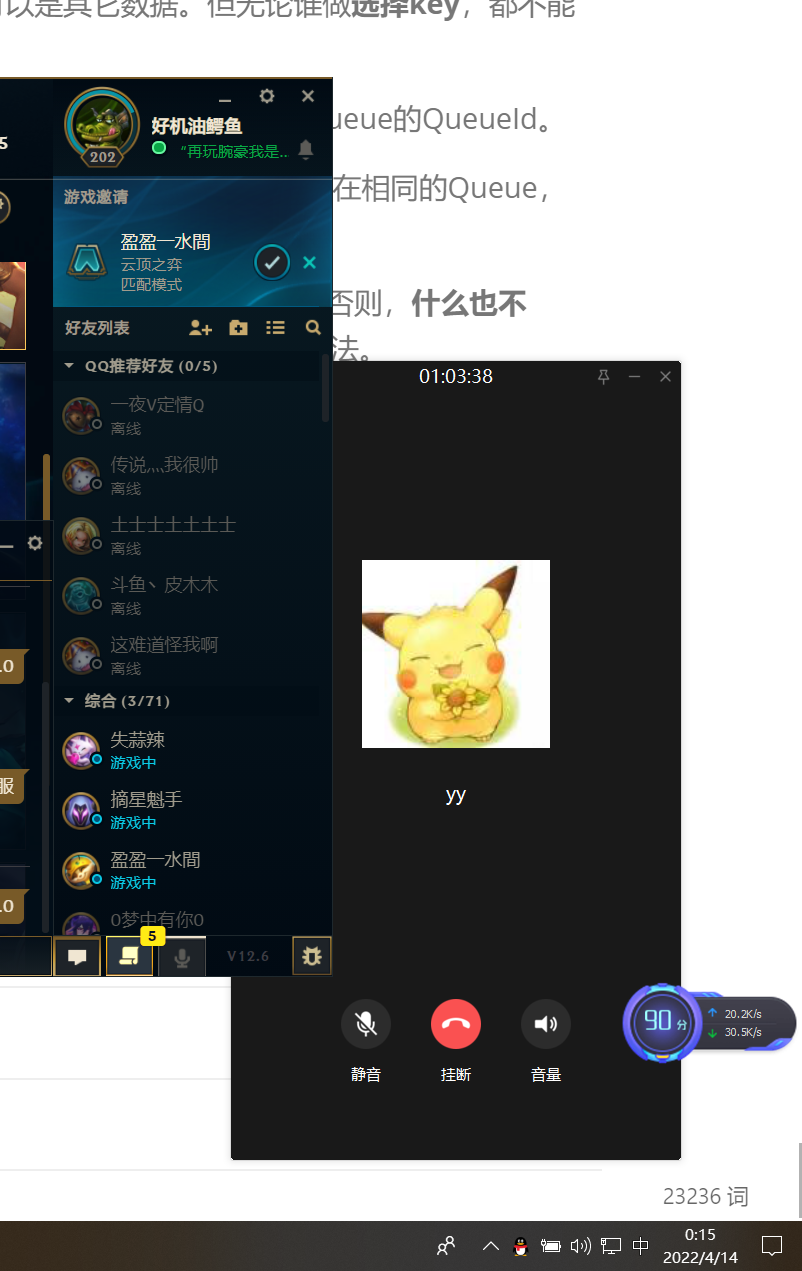 可以是其它数据。但无论谁做选择key，都不能
ueue的QueueId。
在相同的Queue，
否则，什么也不
法。
5
202
好机油鳄鱼
“再玩腕豪我是...
游戏邀请
盈盈一水間
云顶之弈
匹配模式
好友列表
QQ推荐好友 (0/5)
一夜V定情Q
离线
传说灬我很帅
离线
土士士土士士士
离线
斗鱼丶皮木木
离线
这难道怪我啊
离线
综合 (3/71)
失蒜辣
游戏中
摘星魁手
游戏中
盈盈一水間
游戏中
0梦中有你0
.0
服
.0
5
V12.6
01:03:38
yy
静音
挂断
音量
90分
20.2K/s
30.5K/s
23236 词
中
0:15
2022/4/14